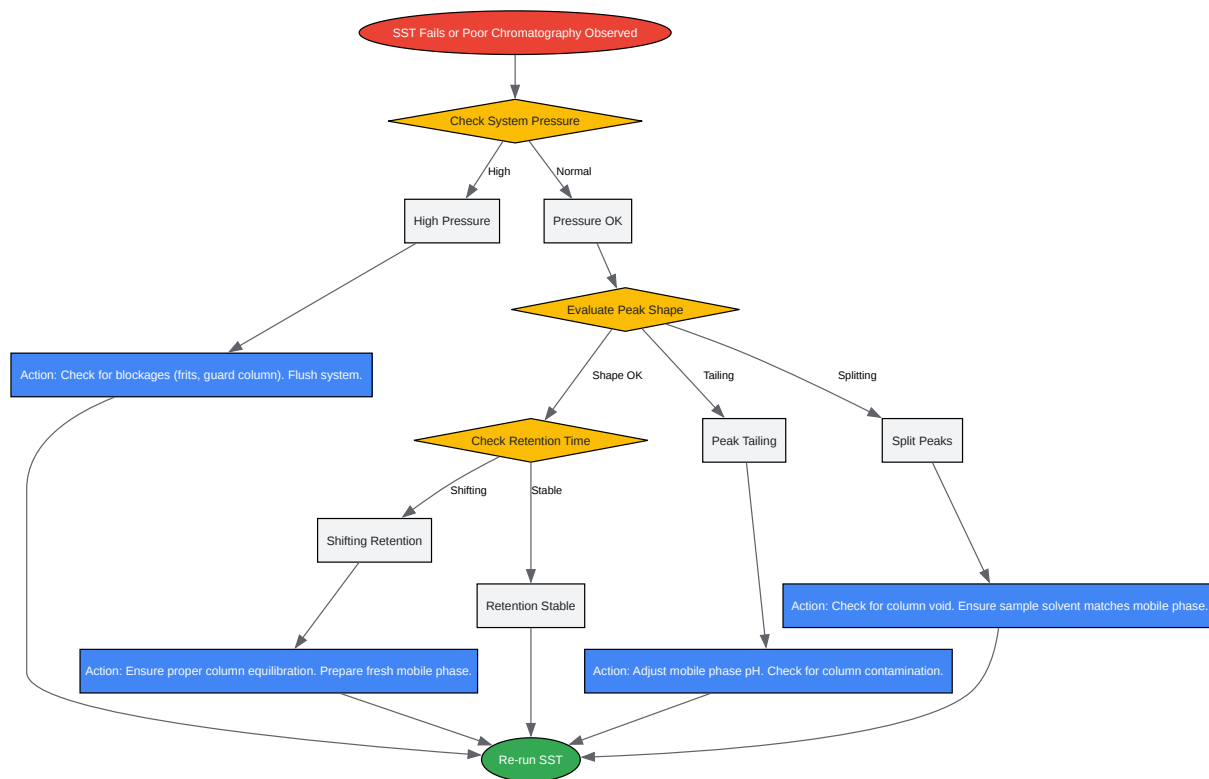 SST Fails or Poor Chromatography Observed
Check System Pressure
High
Normal
High Pressure
Pressure OK
Evaluate Peak Shape
Action: Check for blockages (frits, guard column). Flush system.
Shape OK
Tailing
Splitting
Check Retention Time
Peak Tailing
Split Peaks
Shifting
Stable
Shifting Retention
Retention Stable
Action: Check for column void. Ensure sample solvent matches mobile phase.
Action: Ensure proper column equilibration. Prepare fresh mobile phase.
Action: Adjust mobile phase pH. Check for column contamination.
Re-run SST